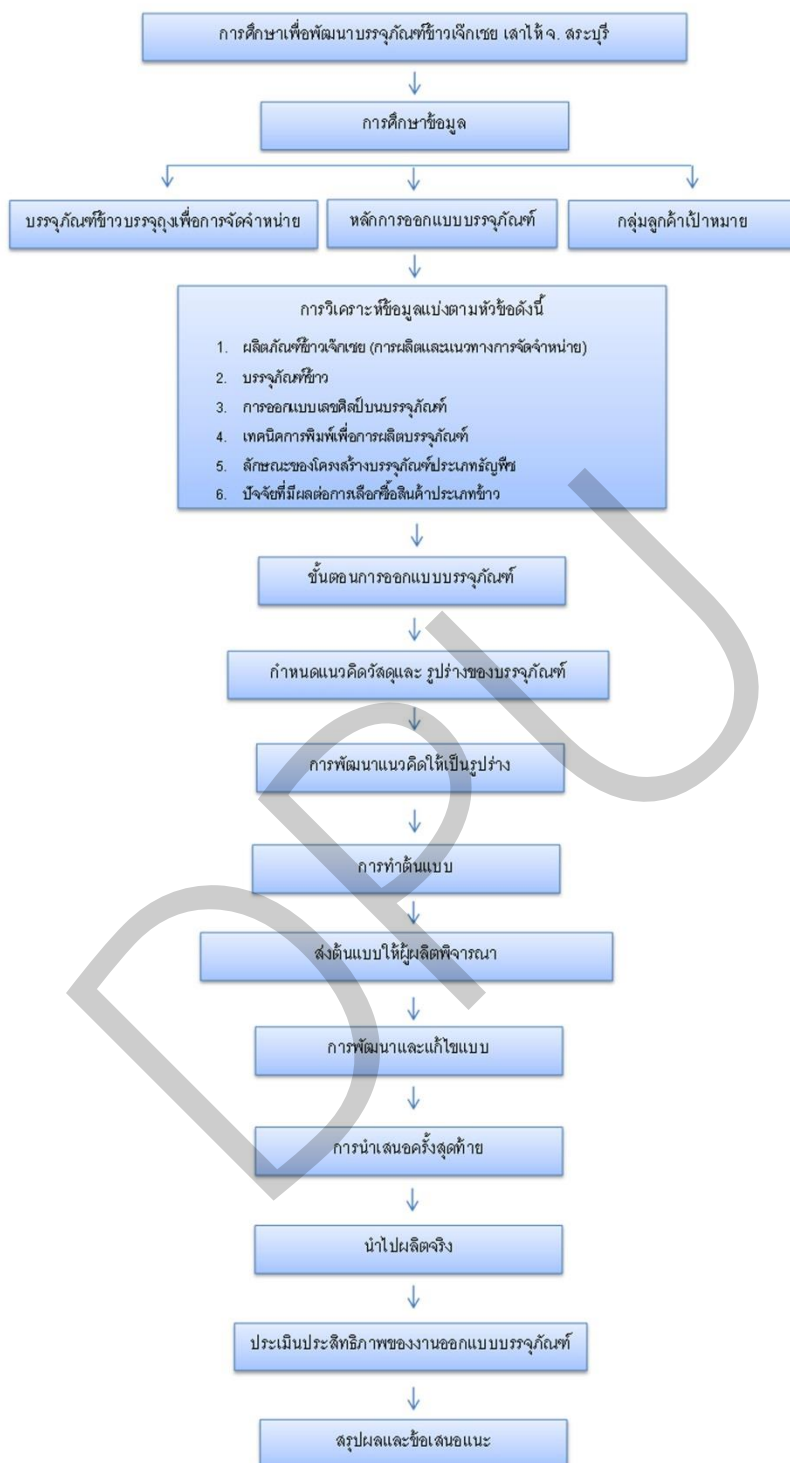 การศึกษาเพื่อพัฒนาบรรจุภัณฑ์ข้าวเจ๊กเชย เสาไห้ จ. สระบุรี
การศึกษาข้อมูล
บรรจุภัณฑ์ข้าวบรรจุถุงเพื่อการจัดจำหน่าย
หลักการออกแบบบรรจุภัณฑ์
กลุ่มลูกค้าเป้าหมาย
การวิเคราะห์ข้อมูลแบ่งตามหัวข้อดังนี้
1. ผลิตภัณฑ์ข้าวเจ๊กเชย (การผลิตและแนวทางการจัดจำหน่าย)
2. บรรจุภัณฑ์ข้าว
3. การออกแบบเลขศิลป์บนบรรจุภัณฑ์
4. เทคนิคการพิมพ์เพื่อการผลิตบรรจุภัณฑ์
5. ลักษณะของโครงสร้างบรรจุภัณฑ์ประเภทธัญพืช
6. ปัจจัยที่มีผลต่อการเลือกซื้อสินค้าประเภทข้าว
ขั้นตอนการออกแบบบรรจุภัณฑ์
กำหนดแนวคิดวัสดุและ รูปร่างของบรรจุภัณฑ์
การพัฒนาแนวคิดให้เป็นรูปร่าง
การทำต้นแบบ
ส่งต้นแบบให้ผู้ผลิตพิจารณา
การพัฒนาและแก้ไขแบบ
การนำเสนอครั้งสุดท้าย
นำไปผลิตจริง
ประเมินประสิทธิภาพของงานออกแบบบรรจุภัณฑ์
สรุปผลและข้อเสนอแนะ
DPU